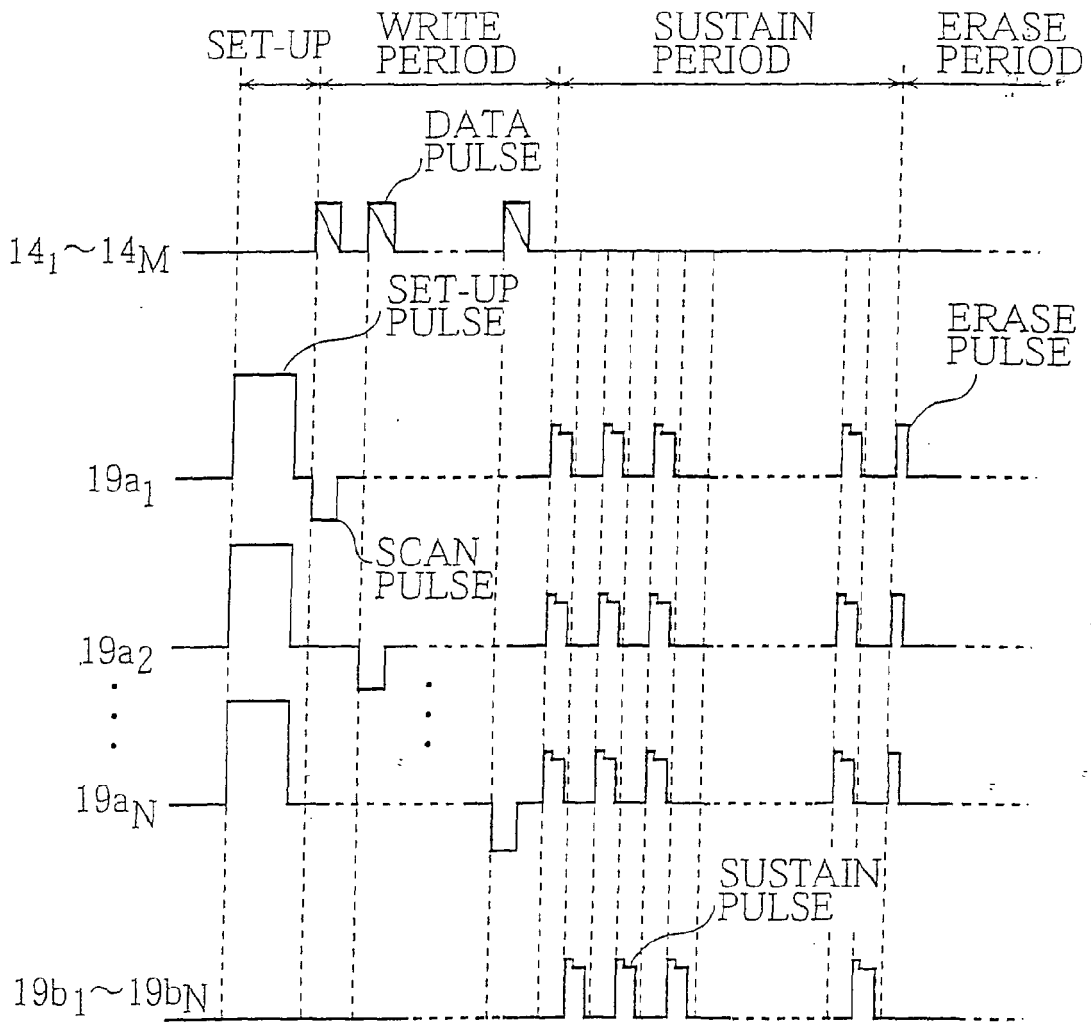 SET-UP
WRITE
PERIOD
SUSTAIN
PERIOD
ERASE
PERIOD
DATA
PULSE
14₁~14M
SET-UP
PULSE
ERASE
PULSE
19a₁
SCAN
PULSE
19a₂
19aN
SUSTAIN
PULSE
19b₁~19bN